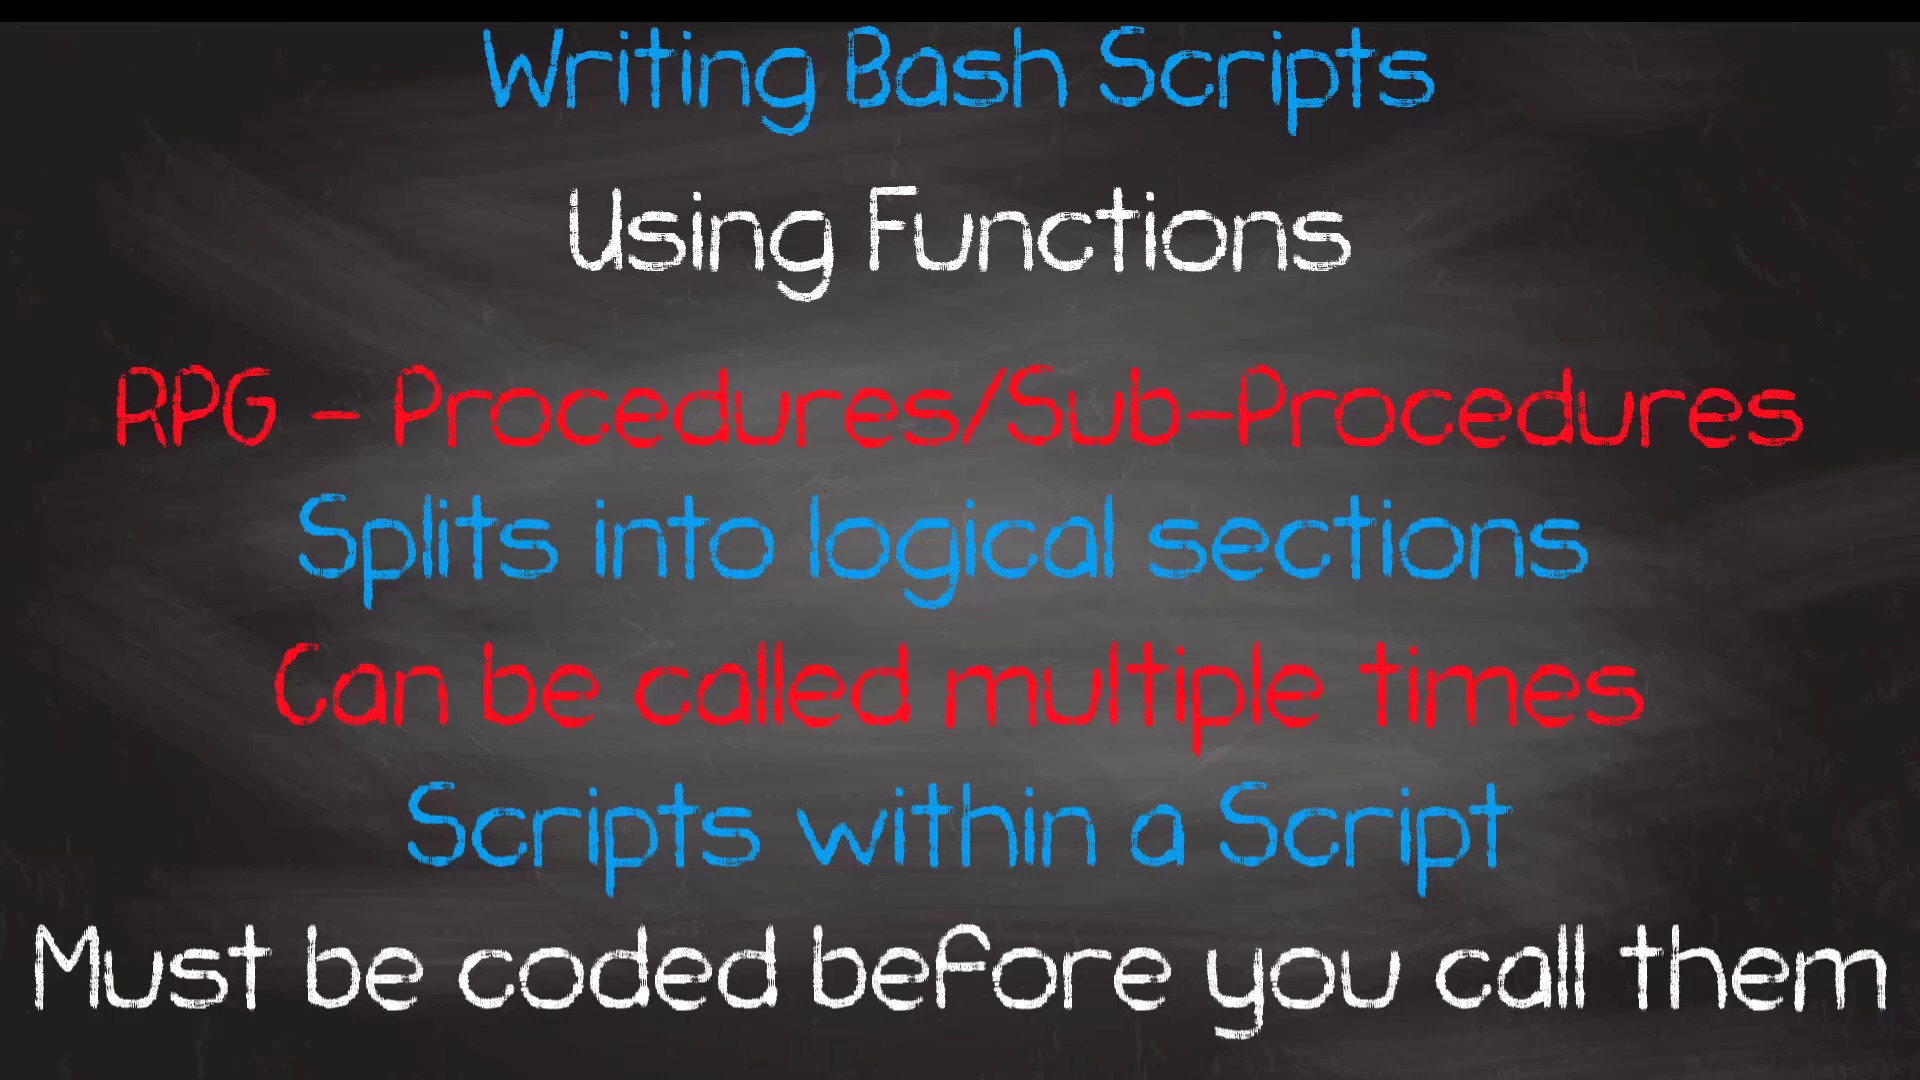 Writing Bash Scripts
Using Functions
RPG - Procedures/Sub-Procedures
Splits into logical sections
Can be called multiple times
Scripts within a Script
Must be coded before you call them